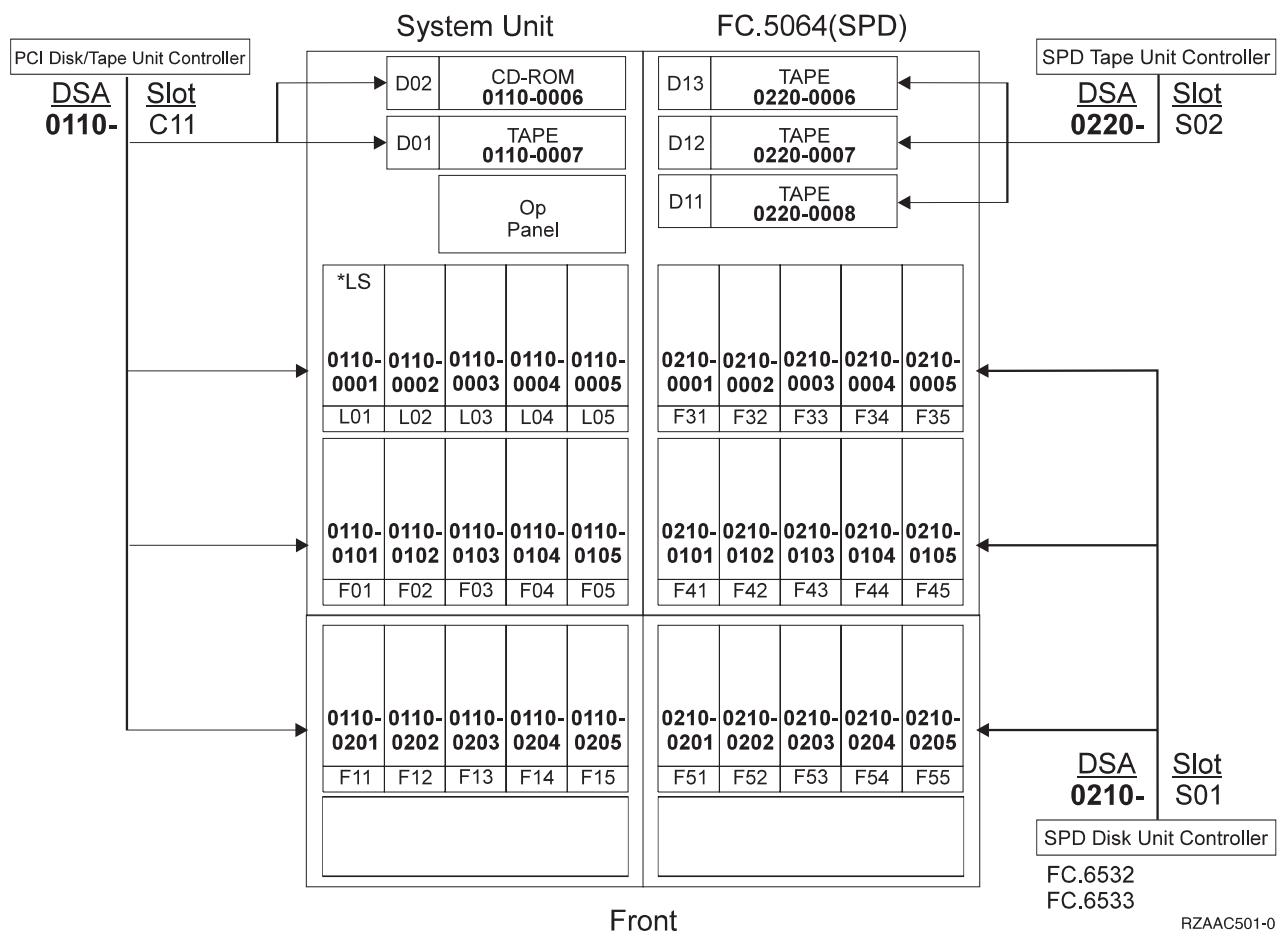 System Unit
FC.5064(SPD)
PCI Disk/Tape Unit Controller
DSA Slot
0110- C11
SPD Tape Unit Controller
DSA Slot
0220- S02
D02 CD-ROM
0110-0006
D01 TAPE
0110-0007
Op
Panel
D13 TAPE
0220-0006
D12 TAPE
0220-0007
D11 TAPE
0220-0008
*LS
0110- 0110- 0110- 0110- 0110-
0001 0002 0003 0004 0005
L01 L02 L03 L04 L05
0210- 0210- 0210- 0210- 0210-
0001 0002 0003 0004 0005
F31 F32 F33 F34 F35
0110- 0110- 0110- 0110- 0110-
0101 0102 0103 0104 0105
F01 F02 F03 F04 F05
0210- 0210- 0210- 0210- 0210-
0101 0102 0103 0104 0105
F41 F42 F43 F44 F45
0110- 0110- 0110- 0110- 0110-
0201 0202 0203 0204 0205
F11 F12 F13 F14 F15
0210- 0210- 0210- 0210- 0210-
0201 0202 0203 0204 0205
F51 F52 F53 F54 F55
DSA Slot
0210- S01
SPD Disk Unit Controller
FC.6532
FC.6533
Front
RZAAC501-0